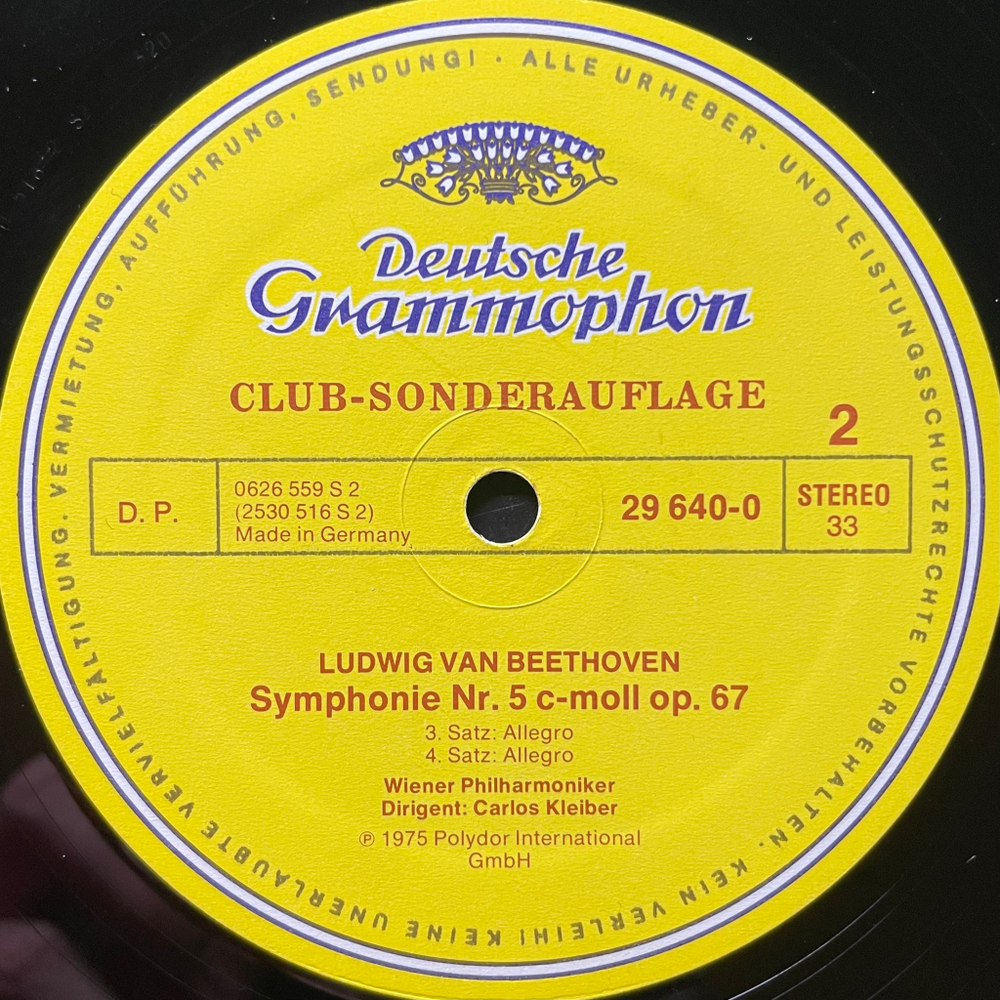 ALLE URHEBER- UND LEISTUNGSSCHUTZRECHTE VORBEHALTEN. KEIN VERLEIH! KEINE UNERLAUBTE VERVIELFÄLTIGUNG. VERMIETUNG, AUFFÜHRUNG, SENDUNG! ·
Deutsche
Grammophon
CLUB-SONDERAUFLAGE
2
D. P.
0626 559 S 2
(2530 516 S 2)
Made in Germany
29 640-0
STEREO
33
LUDWIG VAN BEETHOVEN
Symphonie Nr. 5 c-moll op. 67
3. Satz: Allegro
4. Satz: Allegro
Wiener Philharmoniker
Dirigent: Carlos Kleiber
℗ 1975 Polydor International
GmbH